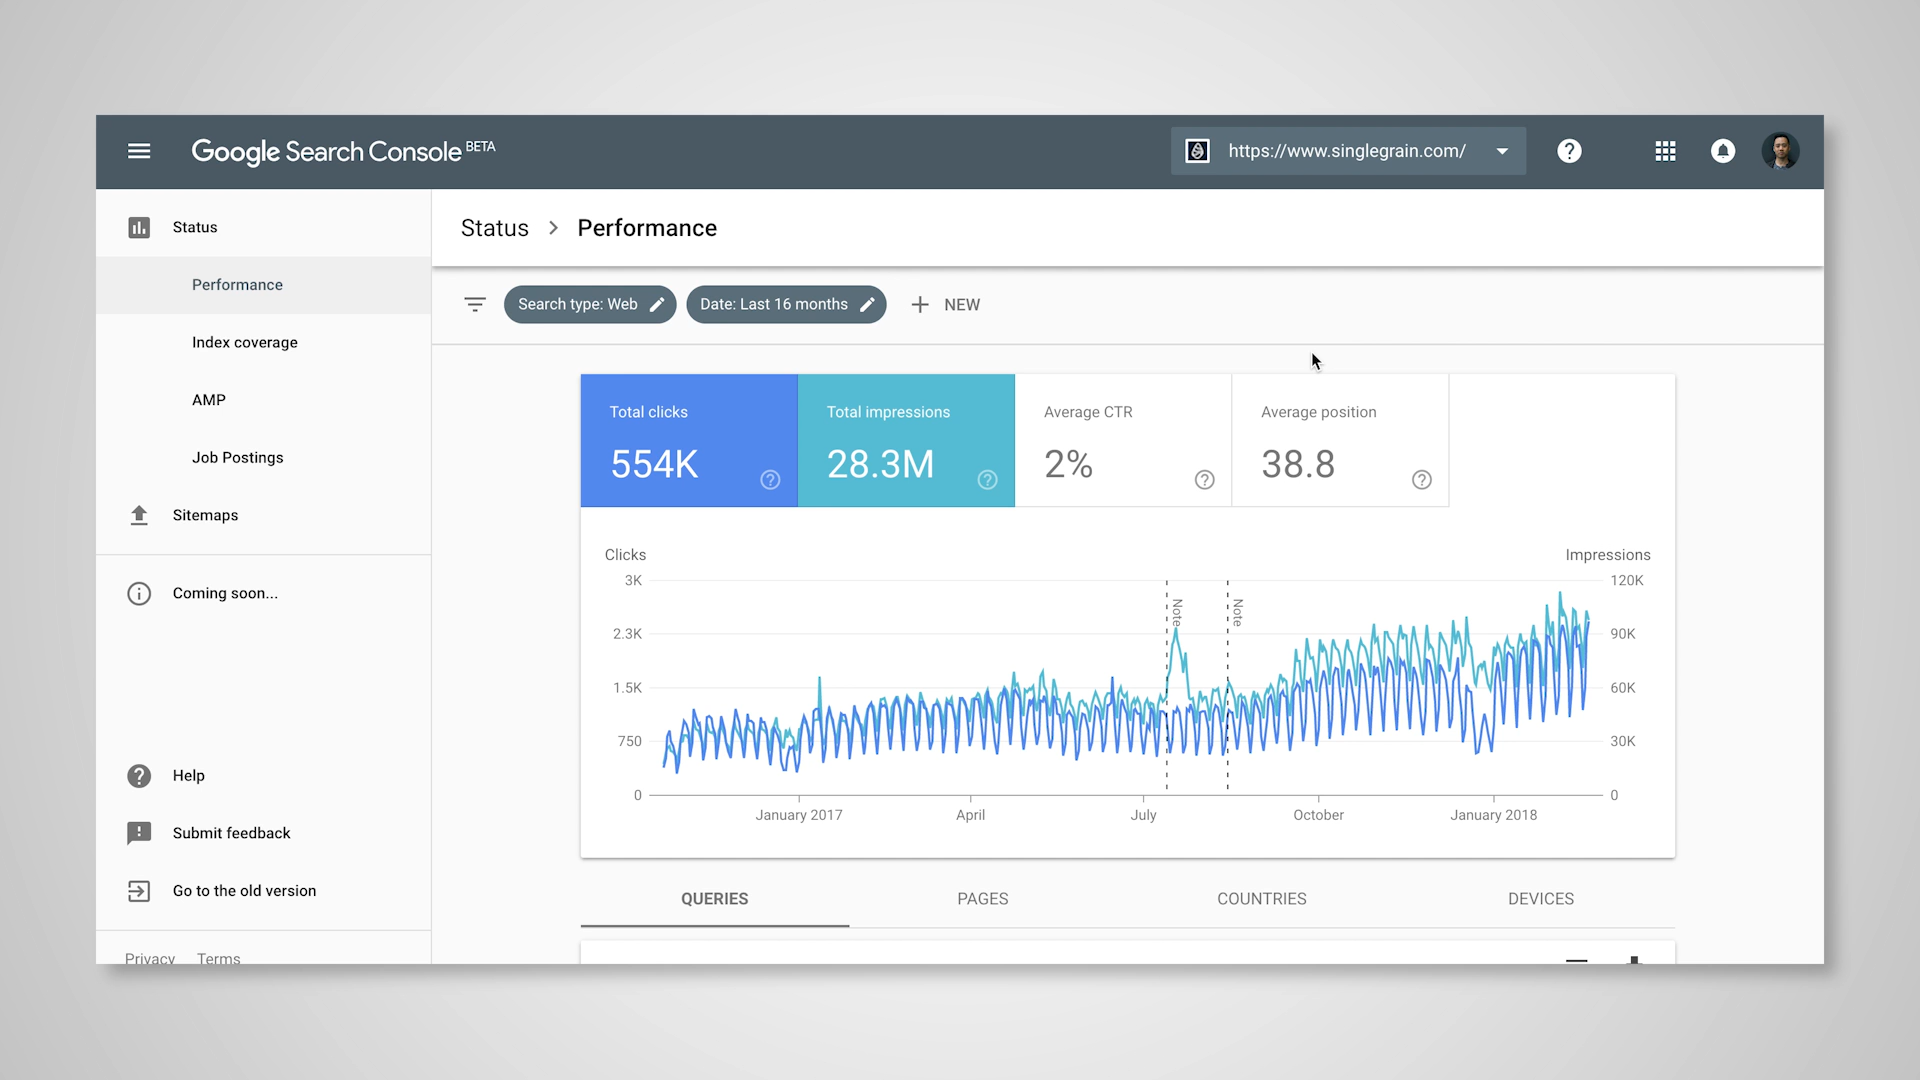 Google Search Console BETA
https://www.singlegrain.com/
Status
Performance
Index coverage
AMP
Job Postings
Sitemaps
Coming soon...
Help
Submit feedback
Go to the old version
Privacy Terms
Status > Performance
Search type: Web
Date: Last 16 months
+ NEW
Total clicks
554K
Total impressions
28.3M
Average CTR
2%
Average position
38.8
Clicks
Impressions
3K
2.3K
1.5K
750
0
120K
90K
60K
30K
0
Note
Note
January 2017
April
July
October
January 2018
QUERIES
PAGES
COUNTRIES
DEVICES